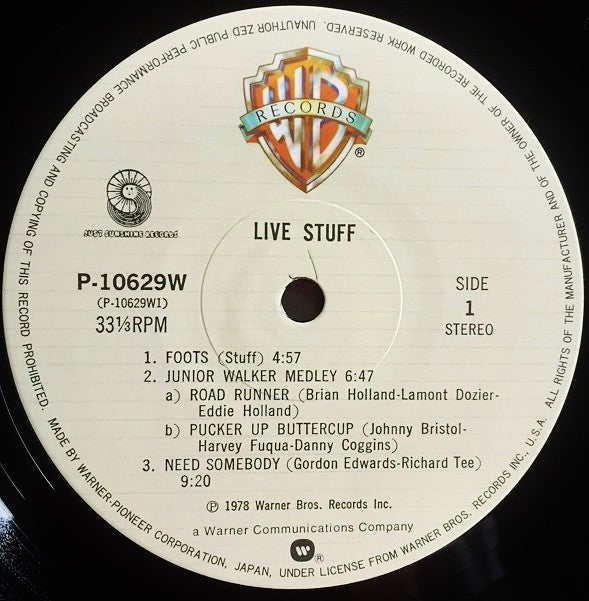 WB
RECORDS
®
JUST SUNSHINE RECORDS
LIVE STUFF
P-10629W
(P-10629W1)
33⅓RPM
SIDE
1
STEREO
1. FOOTS (Stuff) 4:57
2. JUNIOR WALKER MEDLEY 6:47
a) ROAD RUNNER (Brian Holland-Lamont Dozier-
Eddie Holland)
b) PUCKER UP BUTTERCUP (Johnny Bristol-
Harvey Fuqua-Danny Coggins)
3. NEED SOMEBODY (Gordon Edwards-Richard Tee)
9:20
℗ 1978 Warner Bros. Records Inc.
a Warner Communications Company
®
MADE BY WARNER-PIONEER CORPORATION, JAPAN, UNDER LICENSE FROM WARNER BROS. RECORDS INC., U.S.A. ALL RIGHTS OF THE MANUFACTURER AND OF THE OWNER OF THE RECORDED WORK RESERVED. UNAUTHOR ZED PUBLIC PERFORMANCE BROADCASTING AND COPYING OF THIS RECORD PROHIBITED.